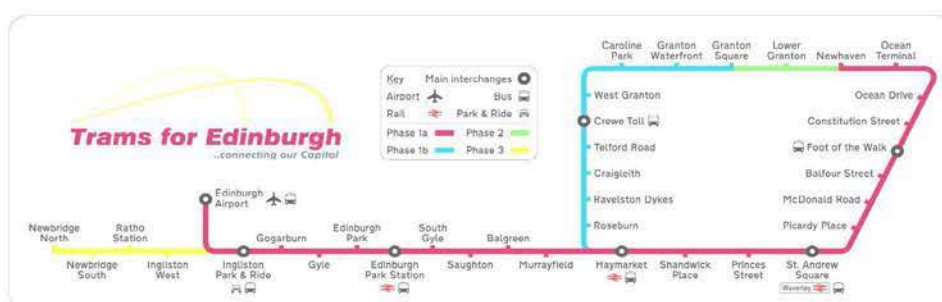 Caroline
Park
Granton
Waterfront
Granton
Square
Lower
Granton
Newhaven
Ocean
Terminal
Key
Main interchanges
Airport
Bus
Rail
Park & Ride
Phase 1a
Phase 2
Phase 1b
Phase 3
Trams for Edinburgh
...connecting our Capital
West Granton
Crewe Toll
Telford Road
Craigleith
Ravelston Dykes
Roseburn
Ocean Drive
Constitution Street
Foot of the Walk
Balfour Street
McDonald Road
Picardy Place
Edinburgh
Airport
Newbridge
North
Ratho
Station
Gogarburn
Edinburgh
Park
South
Gyle
Balgreen
Newbridge
South
Ingliston
West
Ingliston
Park & Ride
Gyle
Edinburgh
Park Station
Saughton
Murrayfield
Haymarket
Shandwick
Place
Princes
Street
St. Andrew
Square
Waverley